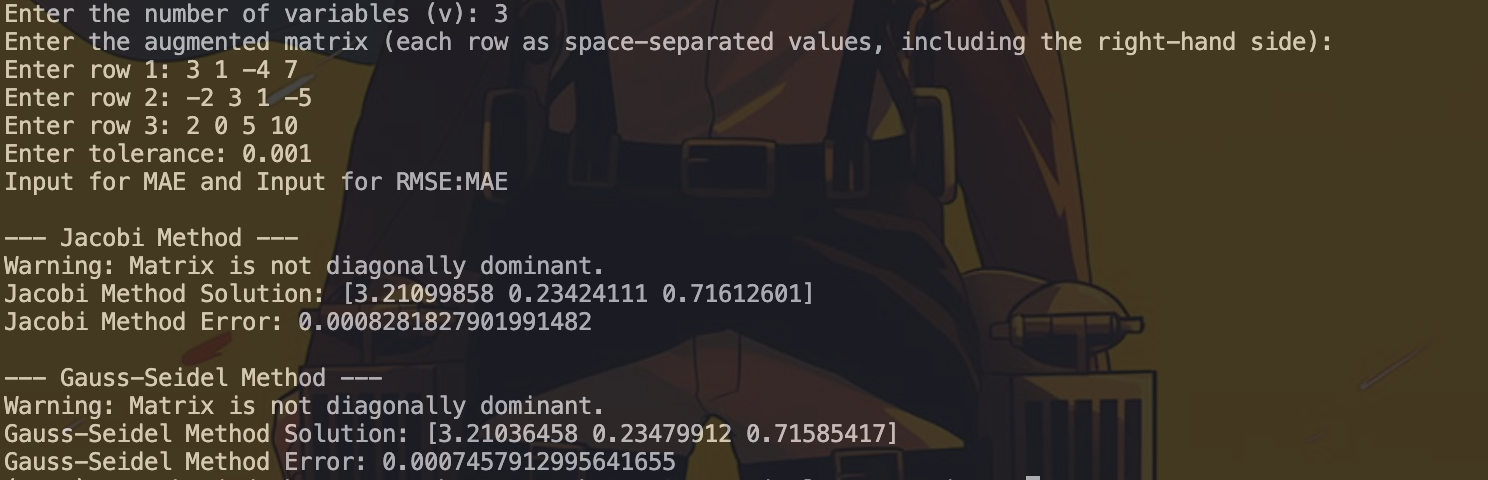 Enter the number of variables (v): 3
Enter the augmented matrix (each row as space-separated values, including the right-hand side):
Enter row 1: 3 1 -4 7
Enter row 2: -2 3 1 -5
Enter row 3: 2 0 5 10
Enter tolerance: 0.001
Input for MAE and Input for RMSE:MAE
--- Jacobi Method ---
Warning: Matrix is not diagonally dominant.
Jacobi Method Solution: [3.21099858 0.23424111 0.71612601]
Jacobi Method Error: 0.0008281827901991482
--- Gauss-Seidel Method ---
Warning: Matrix is not diagonally dominant.
Gauss-Seidel Method Solution: [3.21036458 0.23479912 0.71585417]
Gauss-Seidel Method Error: 0.0007457912995641655